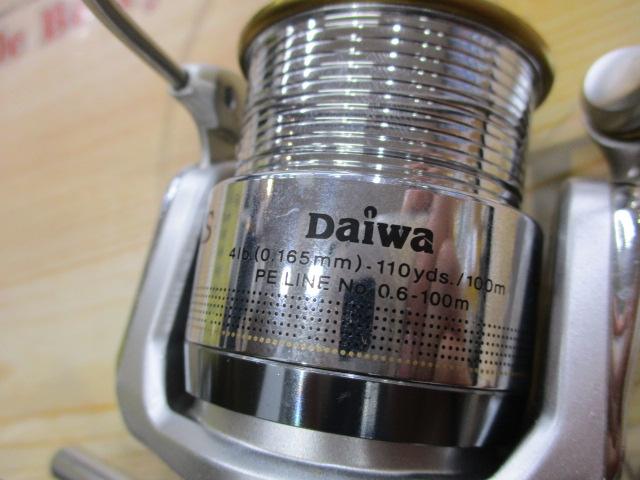 Daiwa
4lb.(0.165mm)-110yds./100m
PE LINE No. 0.6-100m
S